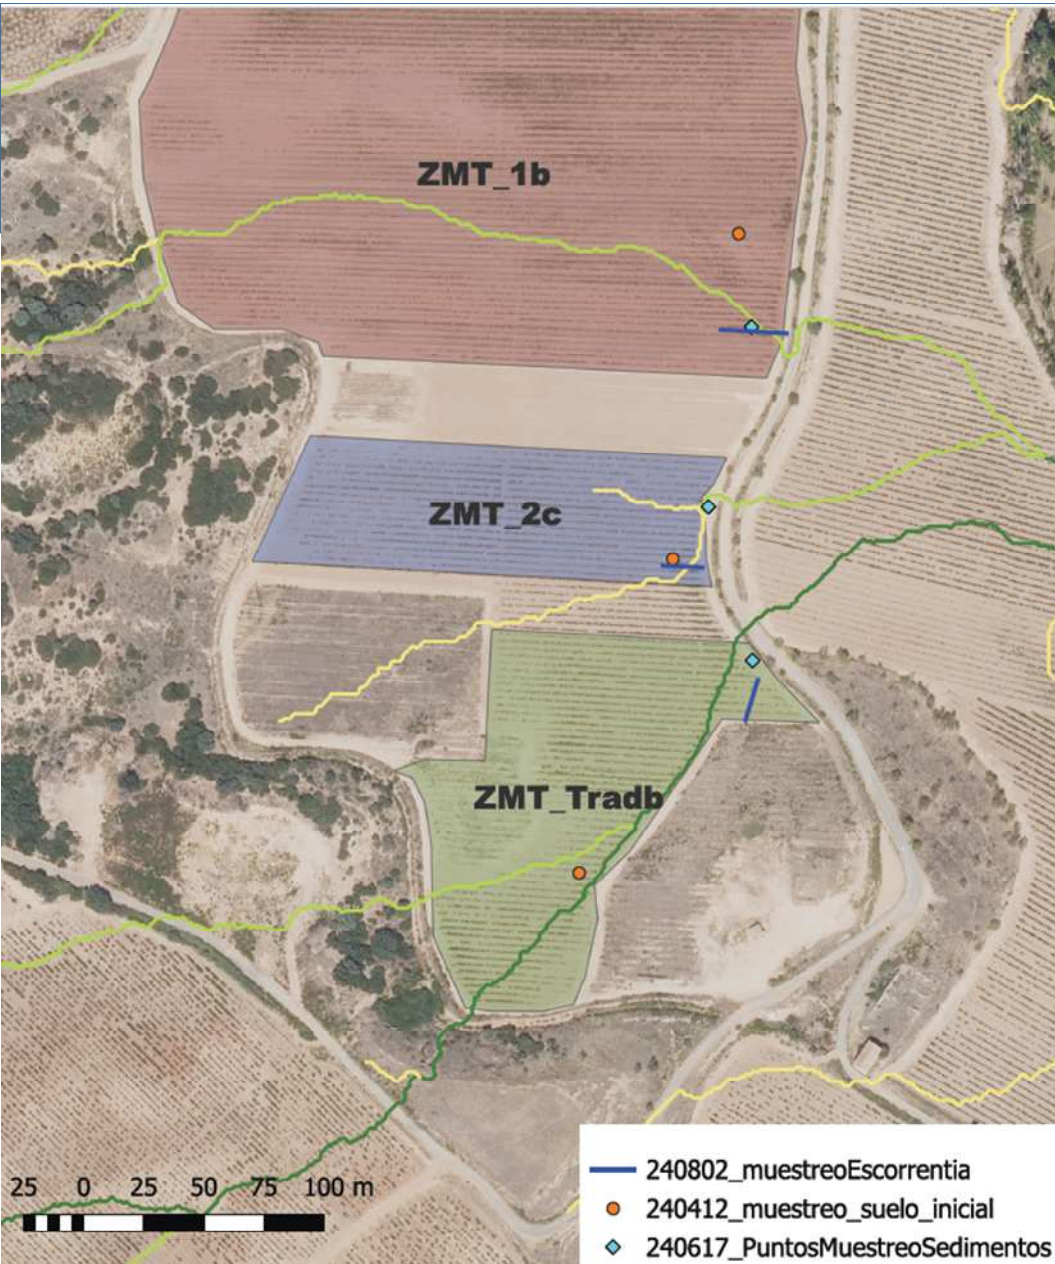 ZMT_1b
ZMT_2c
ZMT_Tradb
25 0 25 50 75 100 m
240802_muestreoEscorrentia
240412_muestreo_suelo_inicial
240617_PuntosMuestreoSedimentos